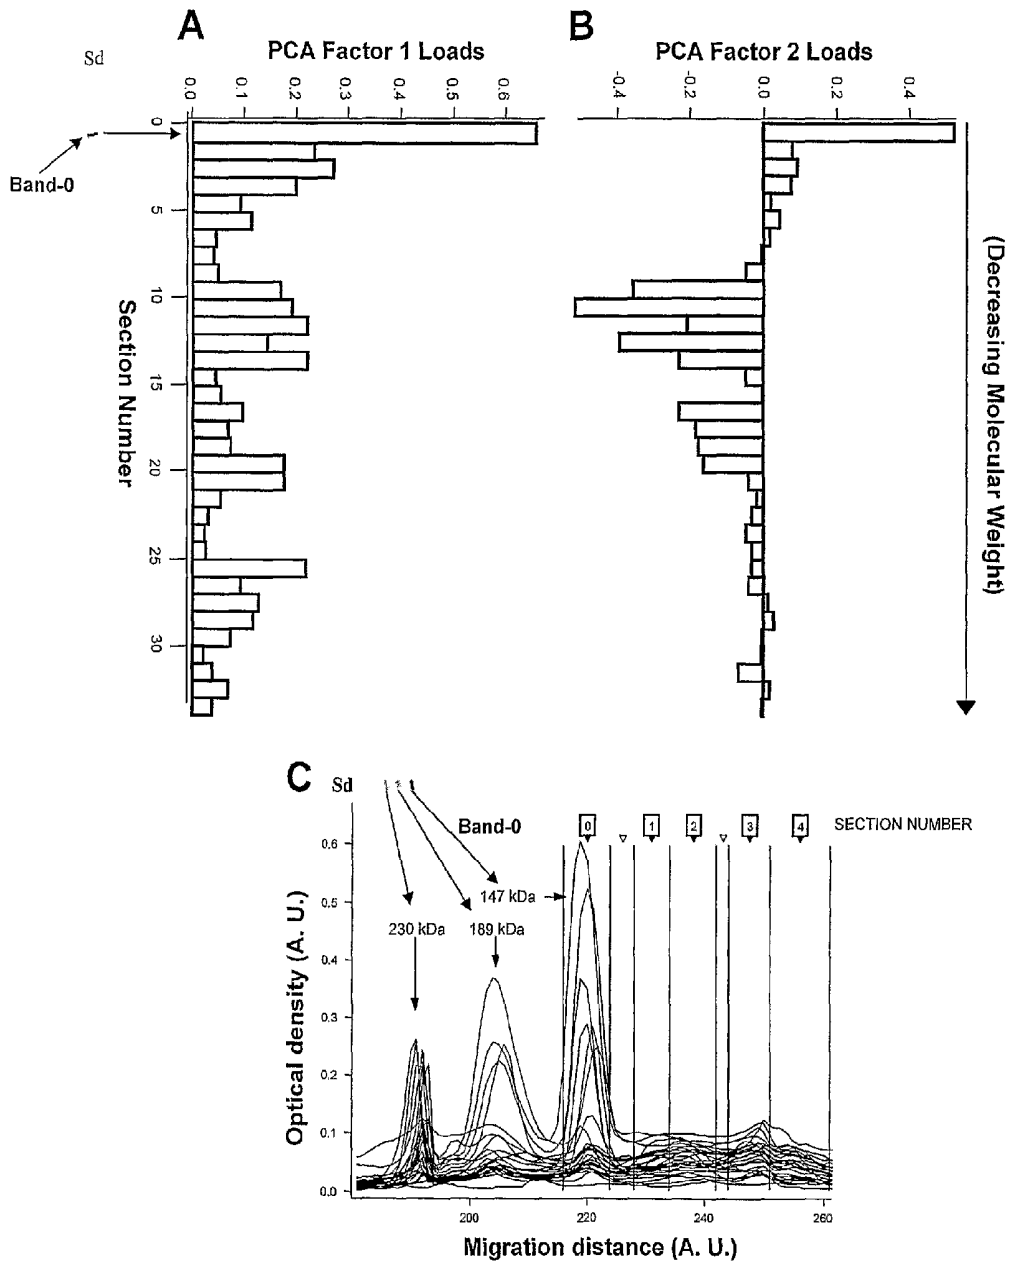 A
PCA Factor 1 Loads
Sd
0.0 0.1 0.2 0.3 0.4 0.5 0.6
Band-0
0
5
10
15
20
25
30
Section Number
B
PCA Factor 2 Loads
-0.4 -0.2 0.0 0.2 0.4
(Decreasing Molecular Weight)
C
Sd
Band-0
0 1 2 3 4 SECTION NUMBER
147 kDa
230 kDa 189 kDa
Optical density (A. U.)
0.6
0.5
0.4
0.3
0.2
0.1
0.0
200 220 240 260
Migration distance (A. U.)